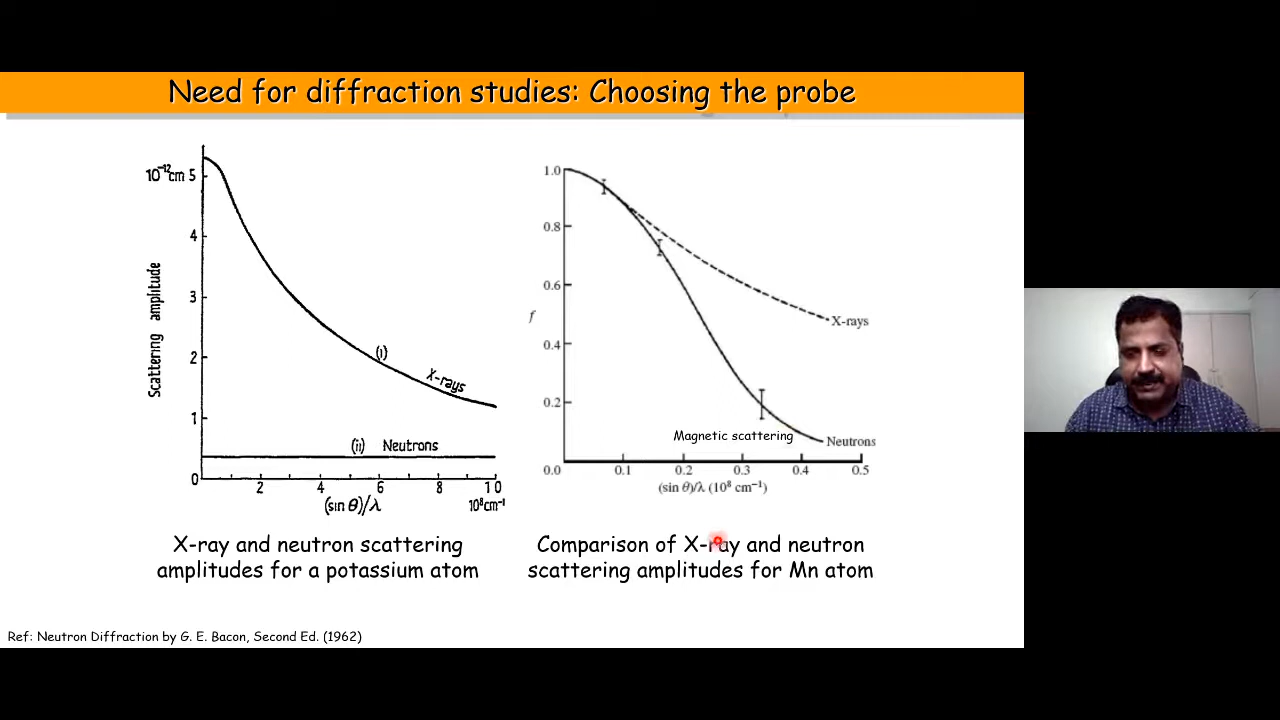 Need for diffraction studies: Choosing the probe
10⁻¹²cm 5
4
3
2
1
0
Scattering amplitude
(i)
X-rays
(ii) Neutrons
2 4 6 8 10
(sin θ)/λ 10⁸cm⁻¹
X-ray and neutron scattering
amplitudes for a potassium atom
1.0
0.8
0.6
f
0.4
0.2
0.0
X-rays
Magnetic scattering
Neutrons
0.1 0.2 0.3 0.4 0.5
(sin θ)/λ (10⁸ cm⁻¹)
Comparison of X-ray and neutron
scattering amplitudes for Mn atom
Ref: Neutron Diffraction by G. E. Bacon, Second Ed. (1962)